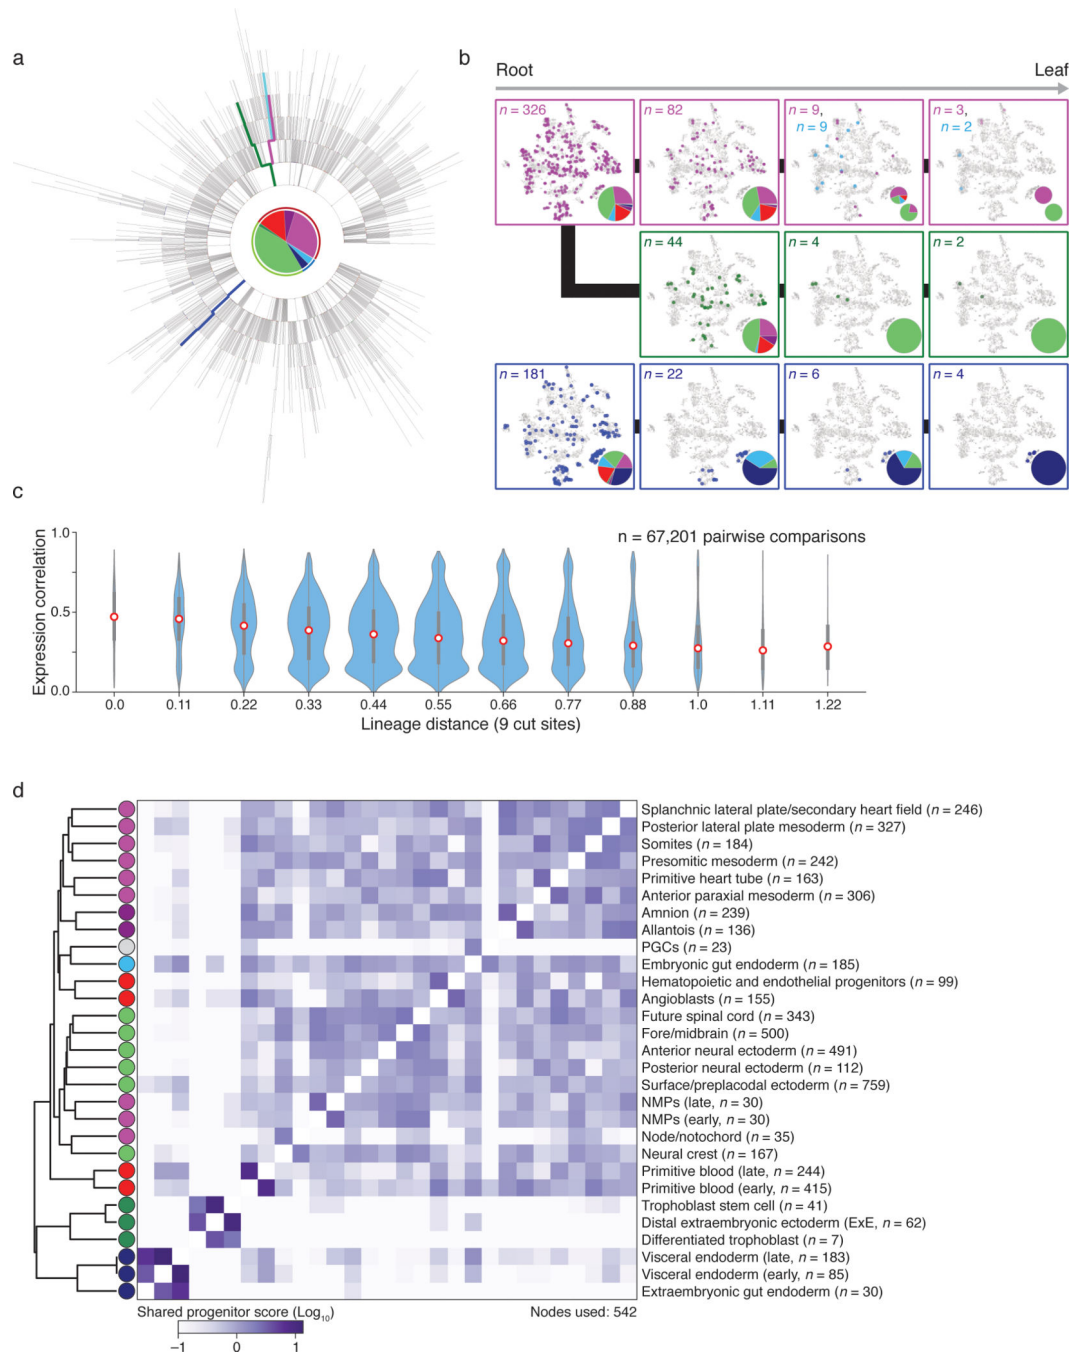 a
b
Root
Leaf
n = 326
n = 82
n = 9,
n = 9
n = 3,
n = 2
n = 44
n = 4
n = 2
n = 181
n = 22
n = 6
n = 4
c
Expression correlation
1.0
0.5
0.0
n = 67,201 pairwise comparisons
0.0 0.11 0.22 0.33 0.44 0.55 0.66 0.77 0.88 1.0 1.11 1.22
Lineage distance (9 cut sites)
d
Splanchnic lateral plate/secondary heart field (n = 246)
Posterior lateral plate mesoderm (n = 327)
Somites (n = 184)
Presomitic mesoderm (n = 242)
Primitive heart tube (n = 163)
Anterior paraxial mesoderm (n = 306)
Amnion (n = 239)
Allantois (n = 136)
PGCs (n = 23)
Embryonic gut endoderm (n = 185)
Hematopoietic and endothelial progenitors (n = 99)
Angioblasts (n = 155)
Future spinal cord (n = 343)
Fore/midbrain (n = 500)
Anterior neural ectoderm (n = 491)
Posterior neural ectoderm (n = 112)
Surface/preplacodal ectoderm (n = 759)
NMPs (late, n = 30)
NMPs (early, n = 30)
Node/notochord (n = 35)
Neural crest (n = 167)
Primitive blood (late, n = 244)
Primitive blood (early, n = 415)
Trophoblast stem cell (n = 41)
Distal extraembryonic ectoderm (ExE, n = 62)
Differentiated trophoblast (n = 7)
Visceral endoderm (late, n = 183)
Visceral endoderm (early, n = 85)
Extraembryonic gut endoderm (n = 30)
Shared progenitor score (Log10)
Nodes used: 542
−1 0 1